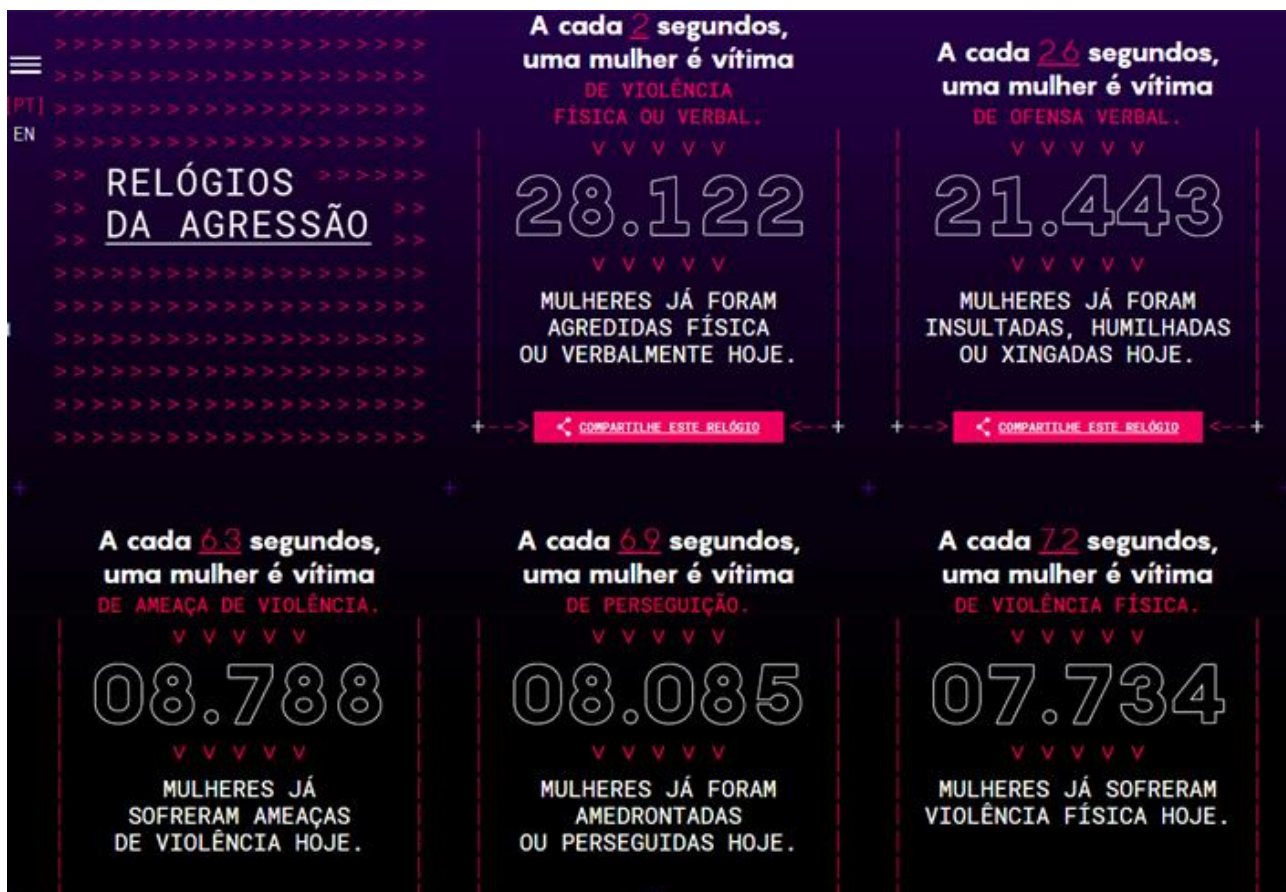 [PT]
EN
RELÓGIOS
DA AGRESSÃO
A cada 2 segundos,
uma mulher é vítima
DE VIOLÊNCIA
FÍSICA OU VERBAL.
28.122
MULHERES JÁ FORAM
AGREDIDAS FÍSICA
OU VERBALMENTE HOJE.
COMPARTILHE ESTE RELÓGIO
A cada 2.6 segundos,
uma mulher é vítima
DE OFENSA VERBAL.
21.443
MULHERES JÁ FORAM
INSULTADAS, HUMILHADAS
OU XINGADAS HOJE.
COMPARTILHE ESTE RELÓGIO
A cada 6.3 segundos,
uma mulher é vítima
DE AMEAÇA DE VIOLÊNCIA.
08.788
MULHERES JÁ
SOFRERAM AMEAÇAS
DE VIOLÊNCIA HOJE.
A cada 6.9 segundos,
uma mulher é vítima
DE PERSEGUIÇÃO.
08.085
MULHERES JÁ FORAM
AMEDRONTADAS
OU PERSEGUIDAS HOJE.
A cada 7.2 segundos,
uma mulher é vítima
DE VIOLÊNCIA FÍSICA.
07.734
MULHERES JÁ SOFRERAM
VIOLÊNCIA FÍSICA HOJE.